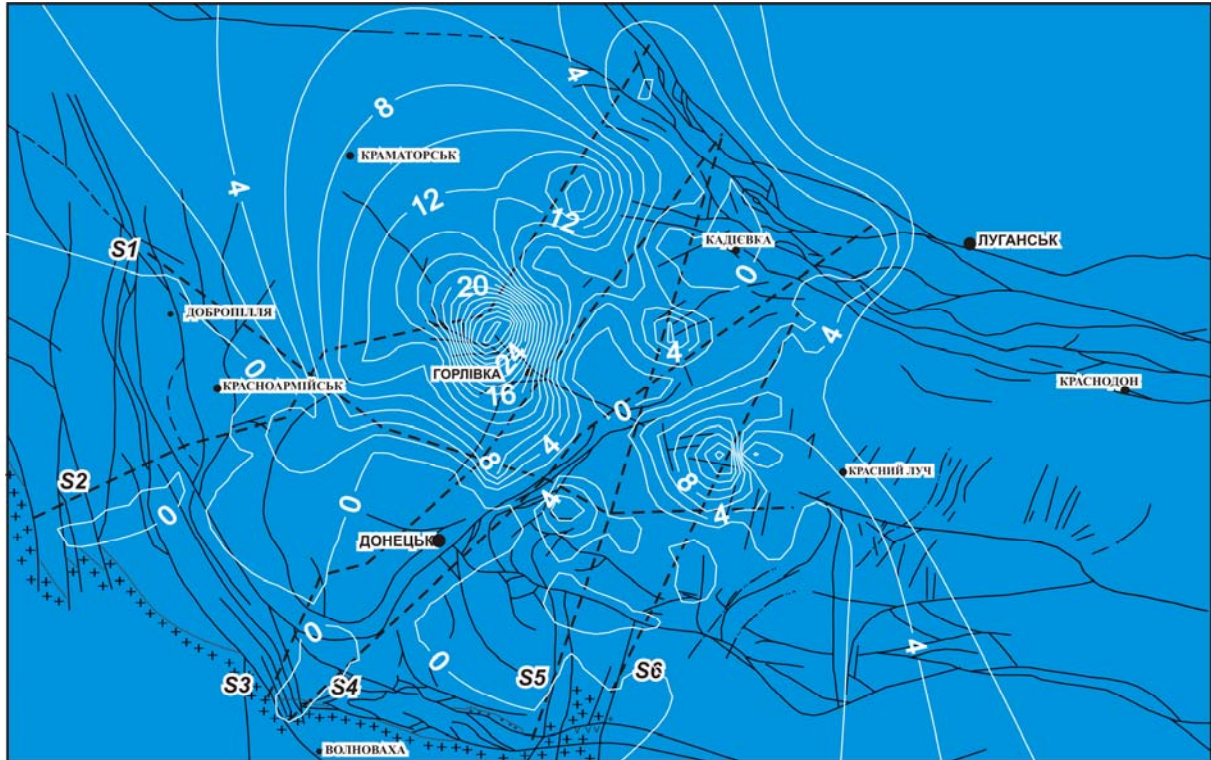 4
8
КРАМАТОРСЬК
4
12
12
S1
КАДІЄВКА
ЛУГАНСЬК
0
20
ДОБРОПІЛЛЯ
4
4
24
0
ГОРЛІВКА
КРАСНОАРМІЙСЬК
КРАСНОДОН
16
0
4
8
КРАСНИЙ ЛУЧ
S2
8
4
0
0
4
ДОНЕЦЬК
0
4
0
S3
S4
S5
S6
ВОЛНОВАХА